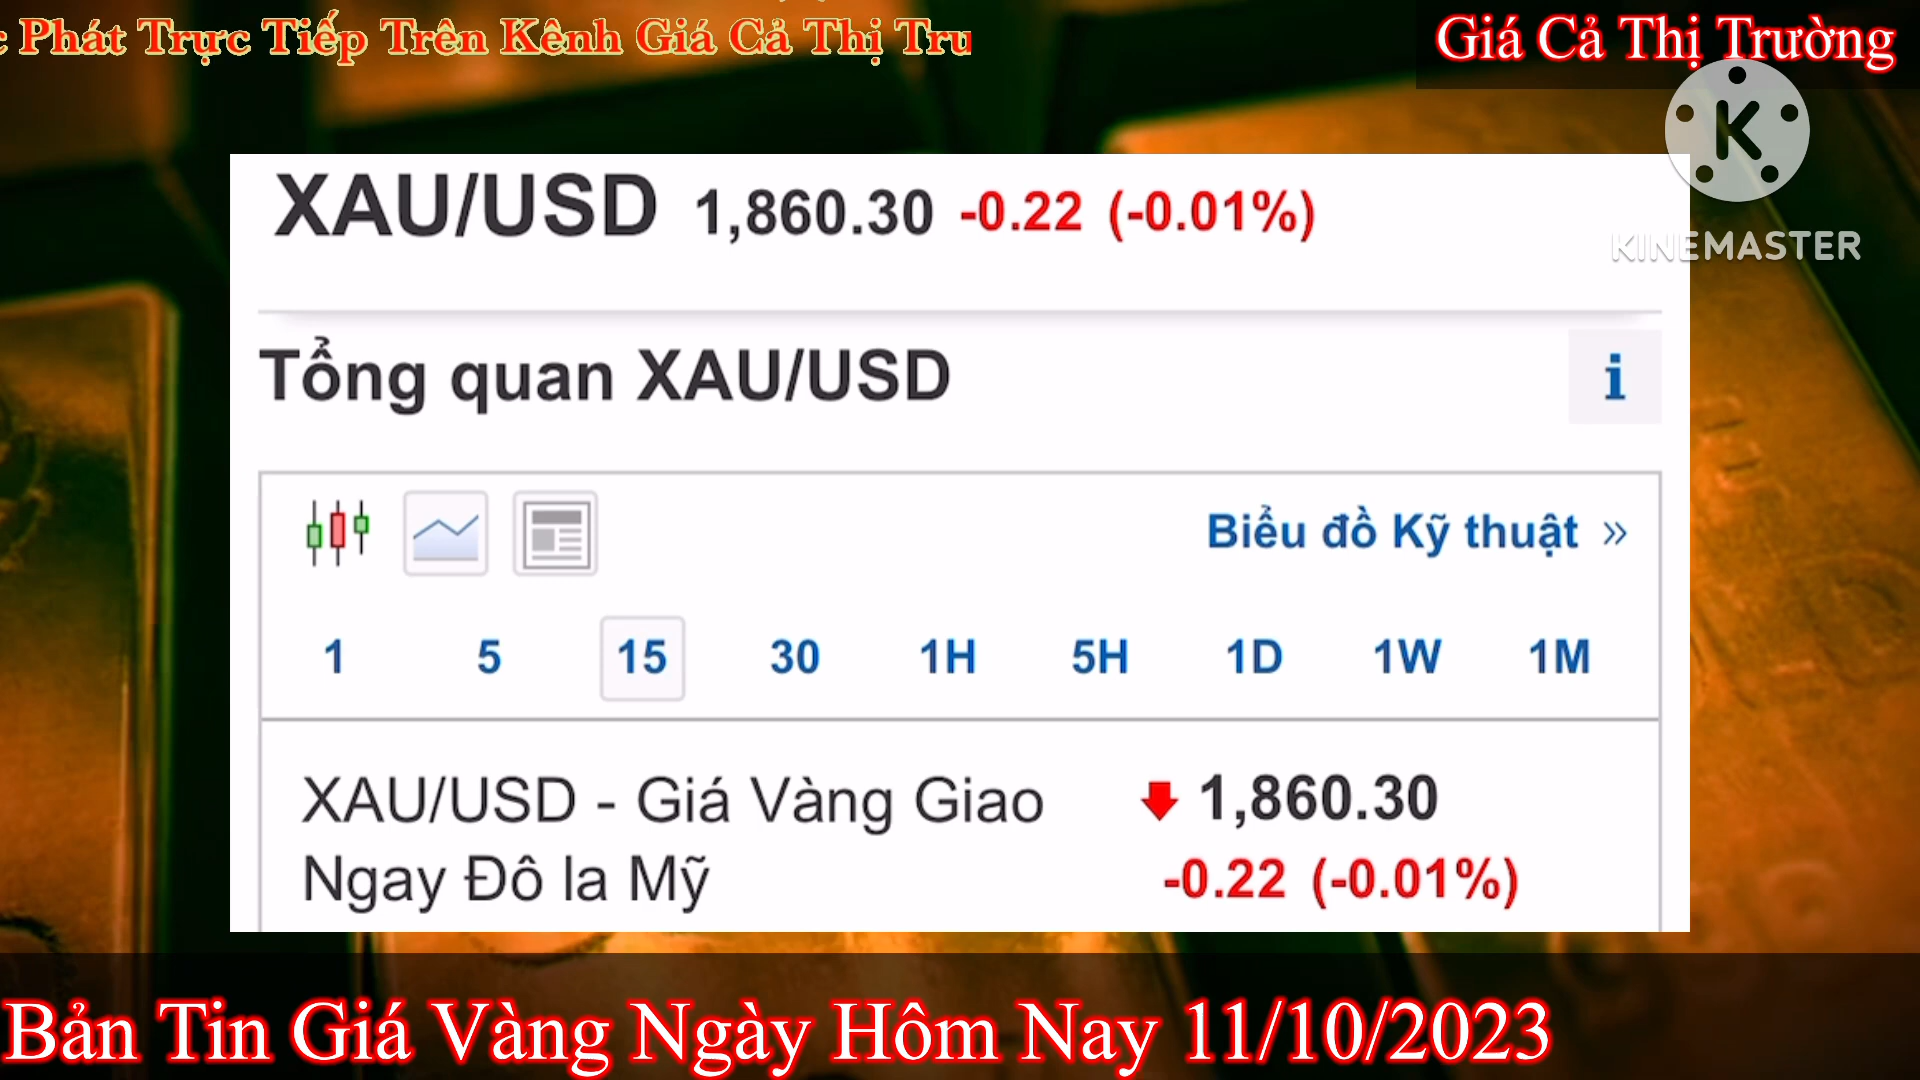 Phát Trực Tiếp Trên Kênh Giá Cả Thị Trư
Giá Cả Thị Trường
K
KINEMASTER
XAU/USD 1,860.30 -0.22 (-0.01%)
Tổng quan XAU/USD
i
Biểu đồ Kỹ thuật »
1 5 15 30 1H 5H 1D 1W 1M
XAU/USD - Giá Vàng Giao 1,860.30
Ngay Đô la Mỹ -0.22 (-0.01%)
Bản Tin Giá Vàng Ngày Hôm Nay 11/10/2023